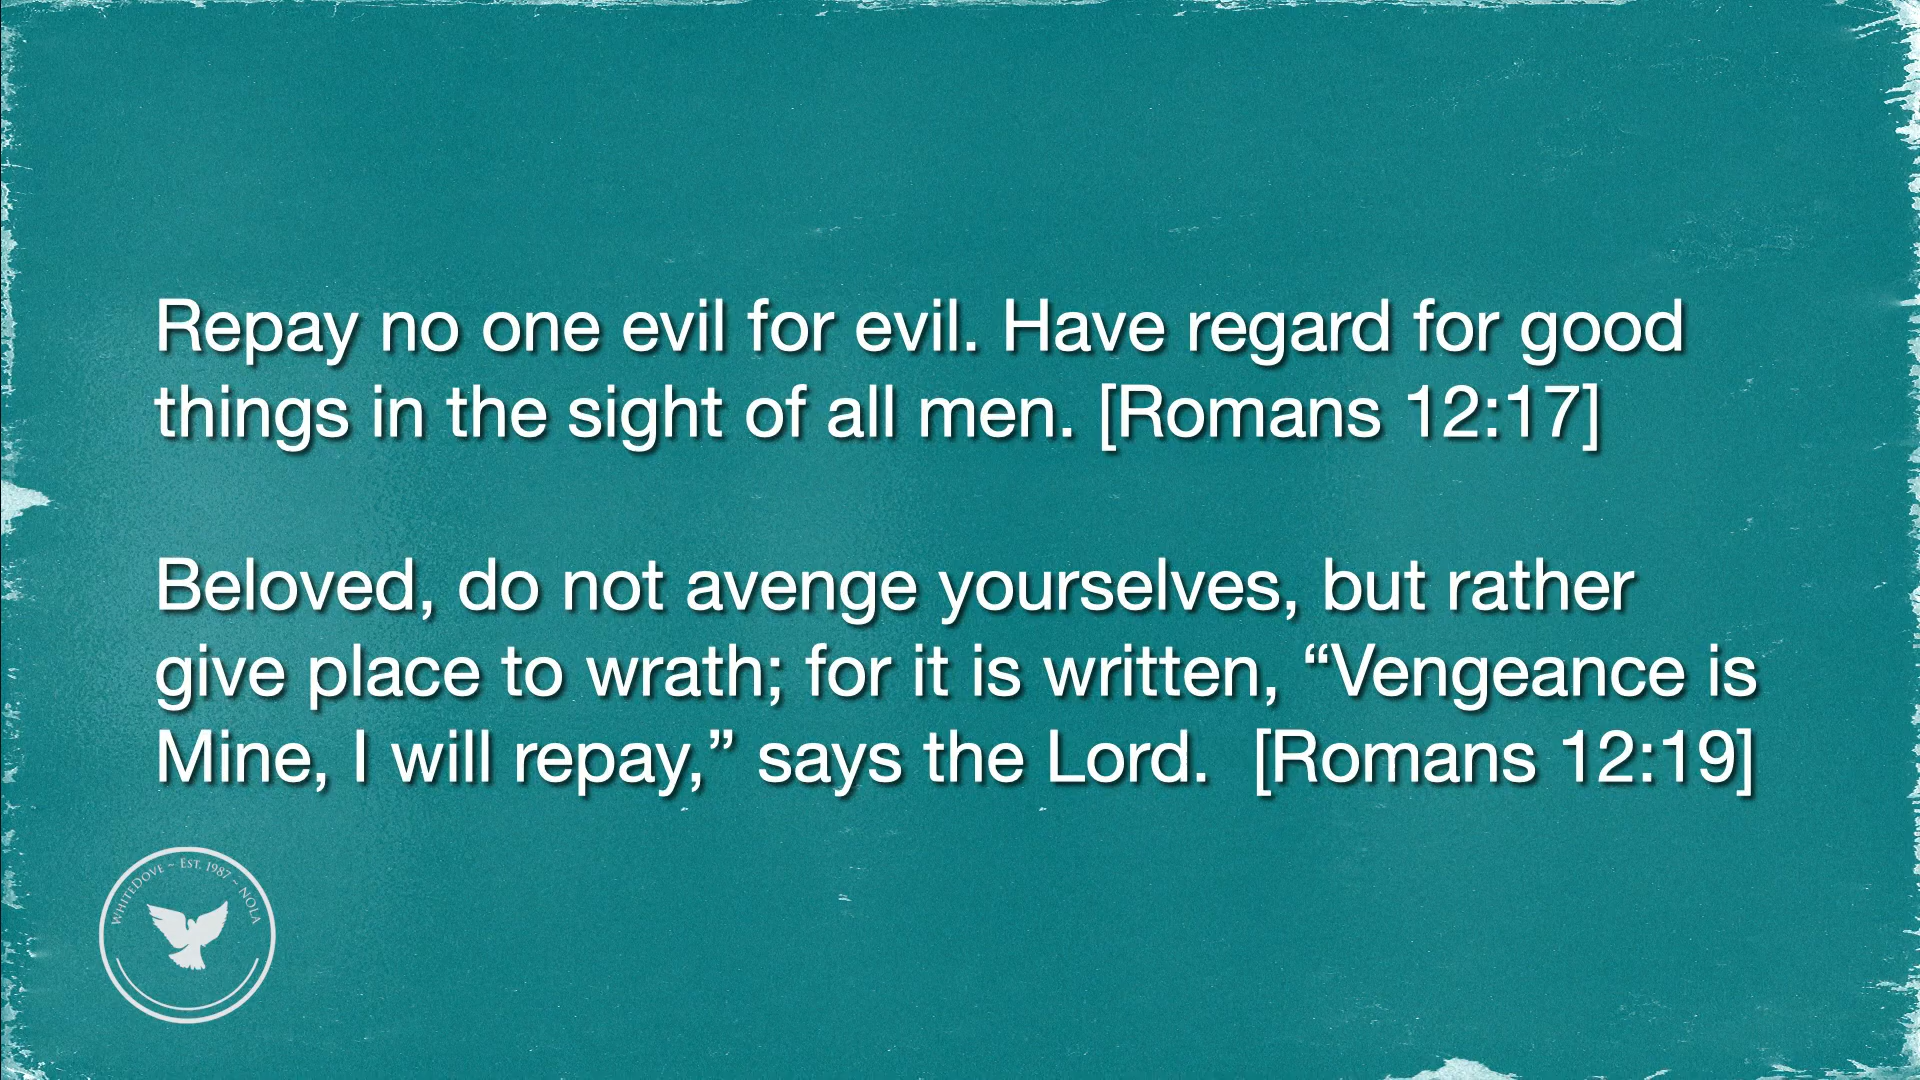 Repay no one evil for evil. Have regard for good
things in the sight of all men. [Romans 12:17]
Beloved, do not avenge yourselves, but rather
give place to wrath; for it is written, “Vengeance is
Mine, I will repay,” says the Lord.  [Romans 12:19]
WHITEDOVE ~ EST. 1987 ~ NOLA